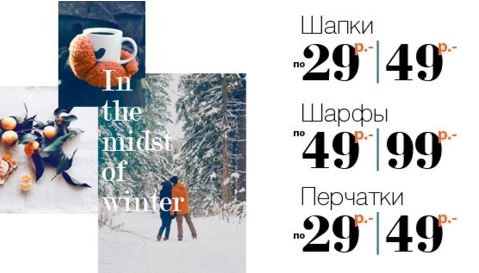 In
the
midst
of
winter
Шапки
по 29 р.- | 49 р.-
Шарфы
по 49 р.- | 99 р.-
Перчатки
по 29 р.- | 49 р.-